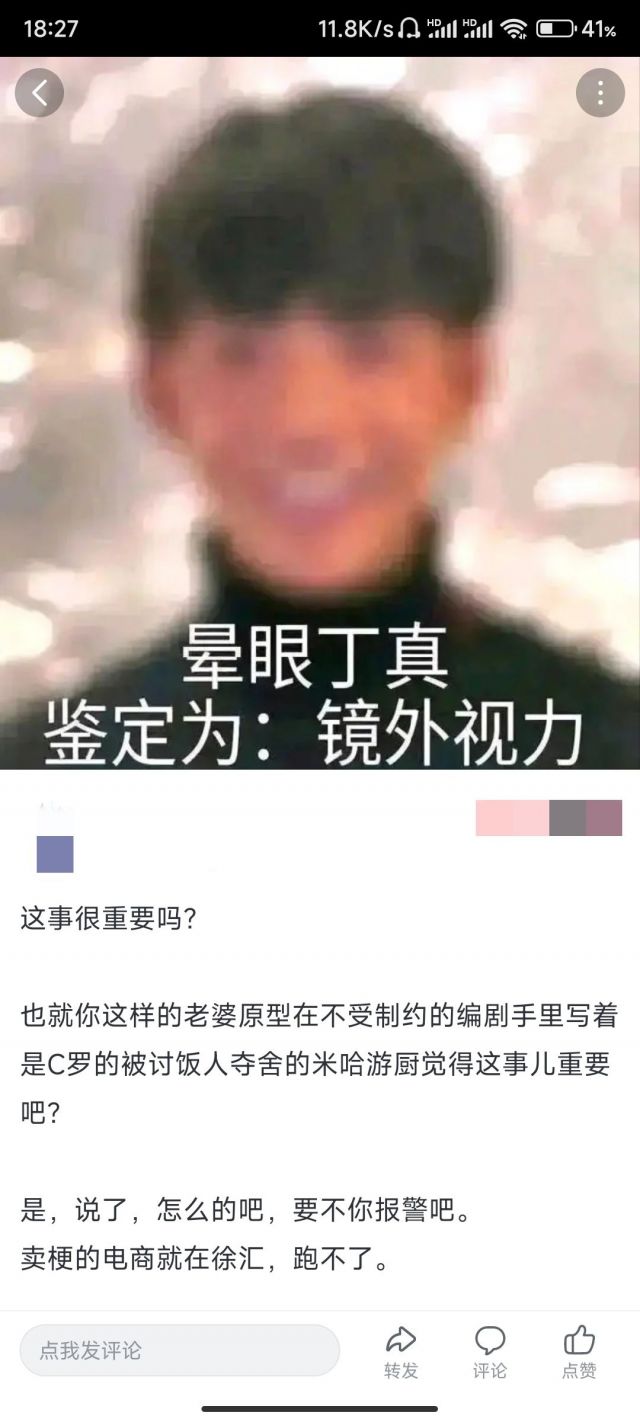 18:27
11.8K/s HD HD 41%
晕眼丁真
鉴定为：镜外视力
这事很重要吗？
也就你这样的老婆原型在不受制约的编剧手里写着
是C罗的被讨饭人夺舍的米哈游厨觉得这事儿重要
吧？
是，说了，怎么的吧，要不你报警吧。
卖梗的电商就在徐汇，跑不了。
点我发评论
转发
评论
点赞